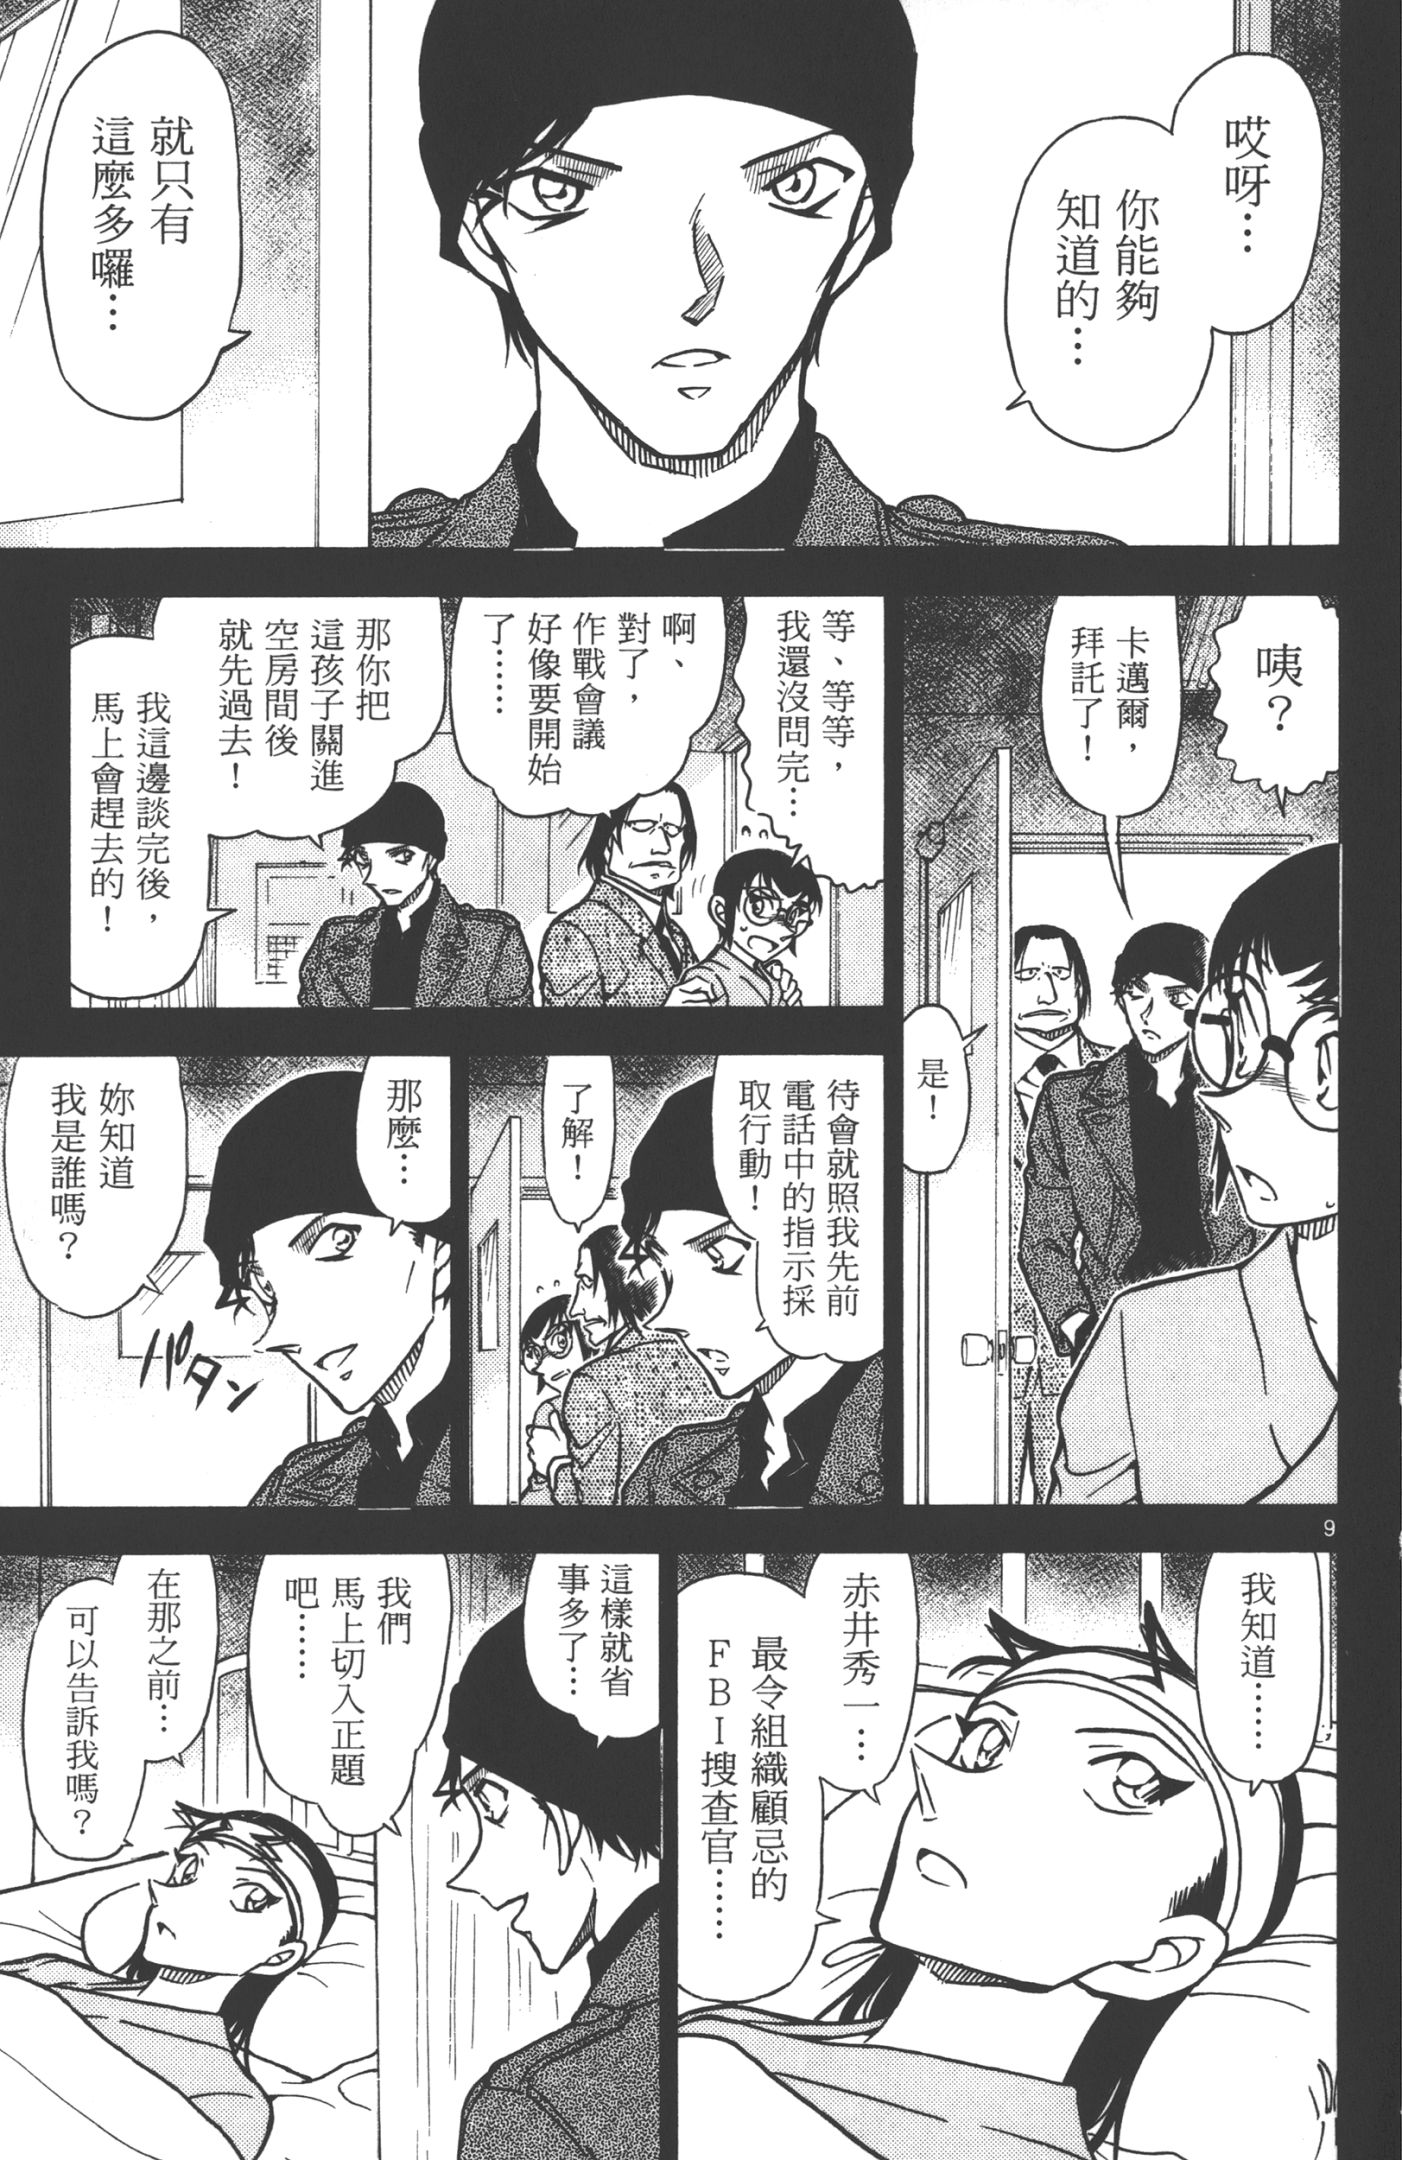 哎呀…
你能夠
知道的…
就只有
這麼多囉…
咦？
卡邁爾，
拜託了！
是！
等、等等，
我還沒問完…
啊、
對了，
作戰會議
好像要開始
了……
那你把
這孩子關進
空房間後
就先過去！
我這邊談完後，
馬上會趕去的！
待會就照我先前
電話中的指示採
取行動！
了解！
那麼…
妳知道
我是誰嗎？
バタン
9
我知道……
赤井秀一…
最令組織顧忌的
FBI搜查官……
這樣就省
事多了…
我們
馬上切入正題
吧……
在那之前…
可以告訴我嗎？